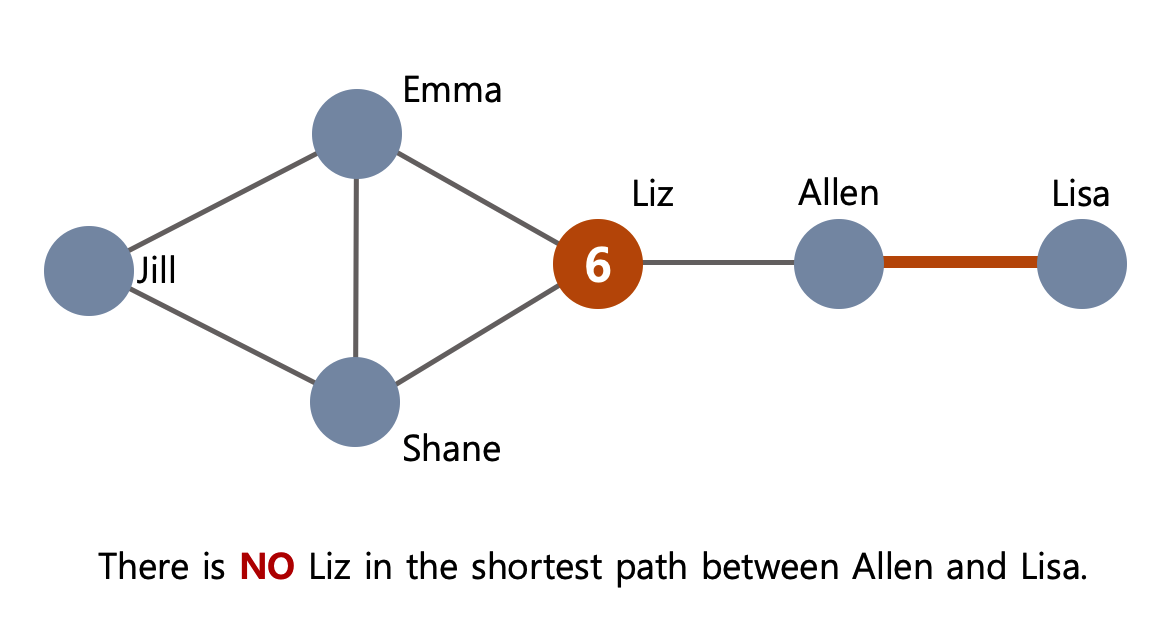 Emma
Liz
Allen
Lisa
6
Jill
Shane
There is NO Liz in the shortest path between Allen and Lisa.